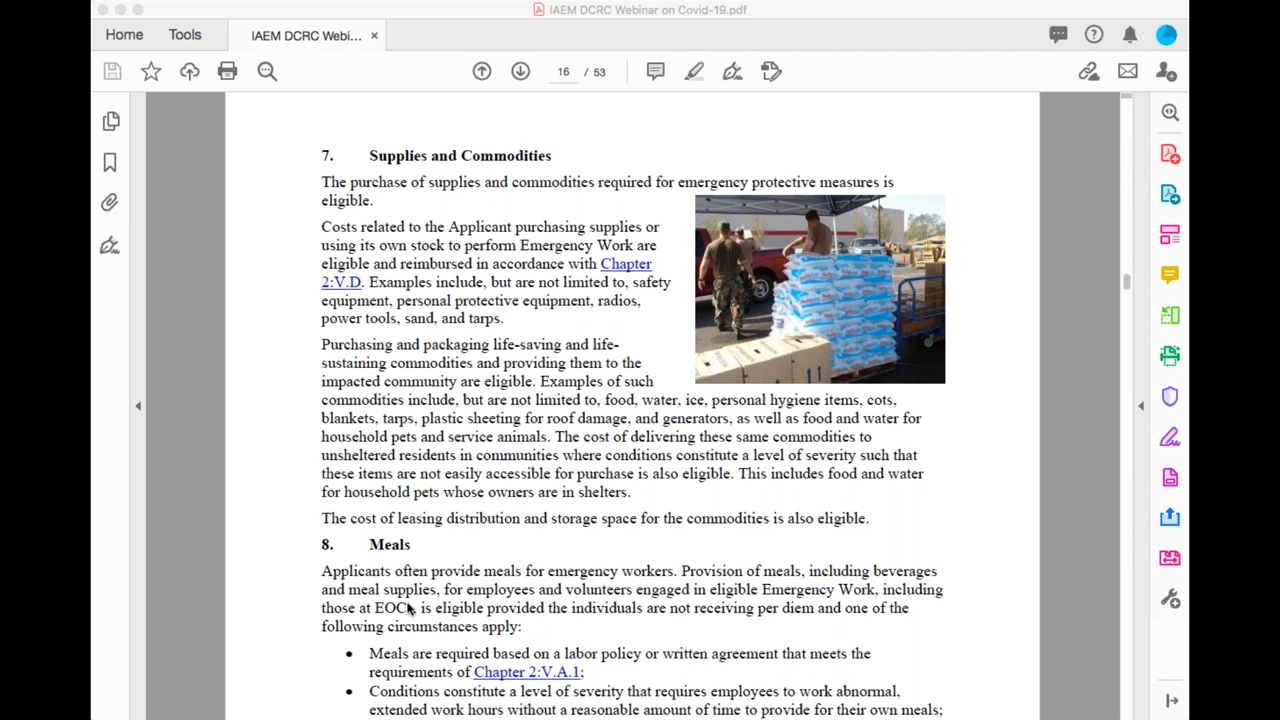 IAEM DCRC Webinar on Covid-19.pdf
Home Tools IAEM DCRC Webi... ×
16 / 53
7. Supplies and Commodities
The purchase of supplies and commodities required for emergency protective measures is
eligible.
Costs related to the Applicant purchasing supplies or
using its own stock to perform Emergency Work are
eligible and reimbursed in accordance with Chapter
2:V.D. Examples include, but are not limited to, safety
equipment, personal protective equipment, radios,
power tools, sand, and tarps.
Purchasing and packaging life-saving and life-
sustaining commodities and providing them to the
impacted community are eligible. Examples of such
commodities include, but are not limited to, food, water, ice, personal hygiene items, cots,
blankets, tarps, plastic sheeting for roof damage, and generators, as well as food and water for
household pets and service animals. The cost of delivering these same commodities to
unsheltered residents in communities where conditions constitute a level of severity such that
these items are not easily accessible for purchase is also eligible. This includes food and water
for household pets whose owners are in shelters.
The cost of leasing distribution and storage space for the commodities is also eligible.
8. Meals
Applicants often provide meals for emergency workers. Provision of meals, including beverages
and meal supplies, for employees and volunteers engaged in eligible Emergency Work, including
those at EOCs, is eligible provided the individuals are not receiving per diem and one of the
following circumstances apply:
• Meals are required based on a labor policy or written agreement that meets the
requirements of Chapter 2:V.A.1;
• Conditions constitute a level of severity that requires employees to work abnormal,
extended work hours without a reasonable amount of time to provide for their own meals;